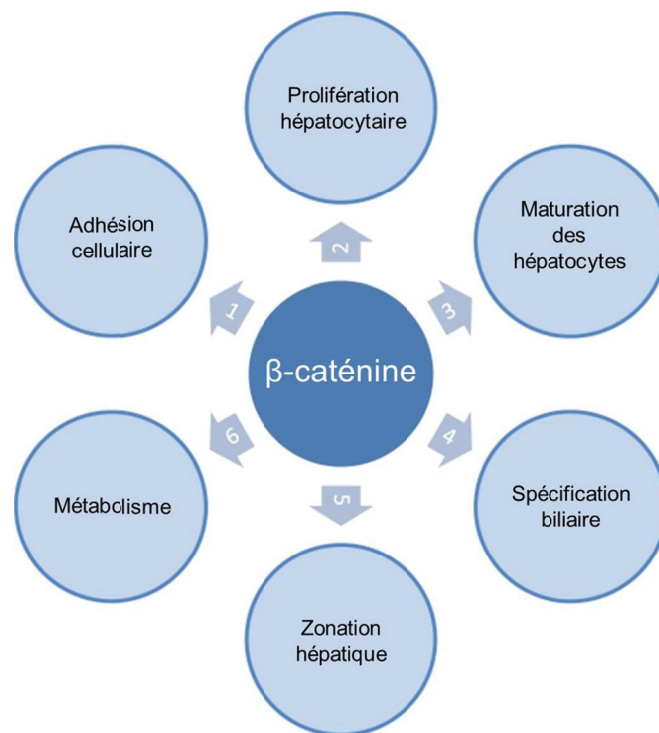 Prolifération
hépatocytaire
Adhésion
cellulaire
Maturation
des
hépatocytes
2
1
3
β-caténine
6
4
5
Métabolisme
Spécification
biliaire
Zonation
hépatique